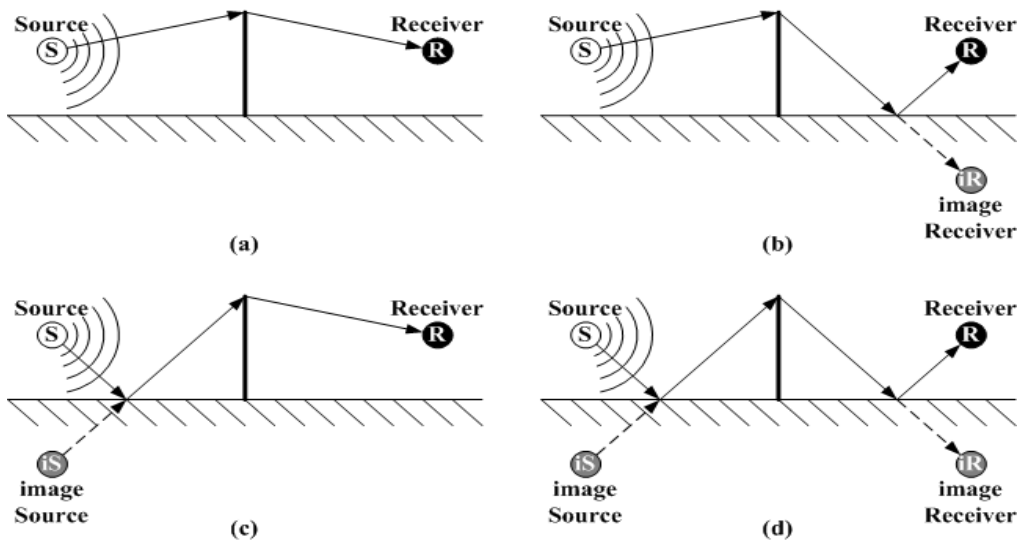 Source
S
Receiver
R
(a)
Source
S
Receiver
R
iR
image
Receiver
(b)
Source
S
Receiver
R
iS
image
Source
(c)
Source
S
Receiver
R
iS
image
Source
iR
image
Receiver
(d)